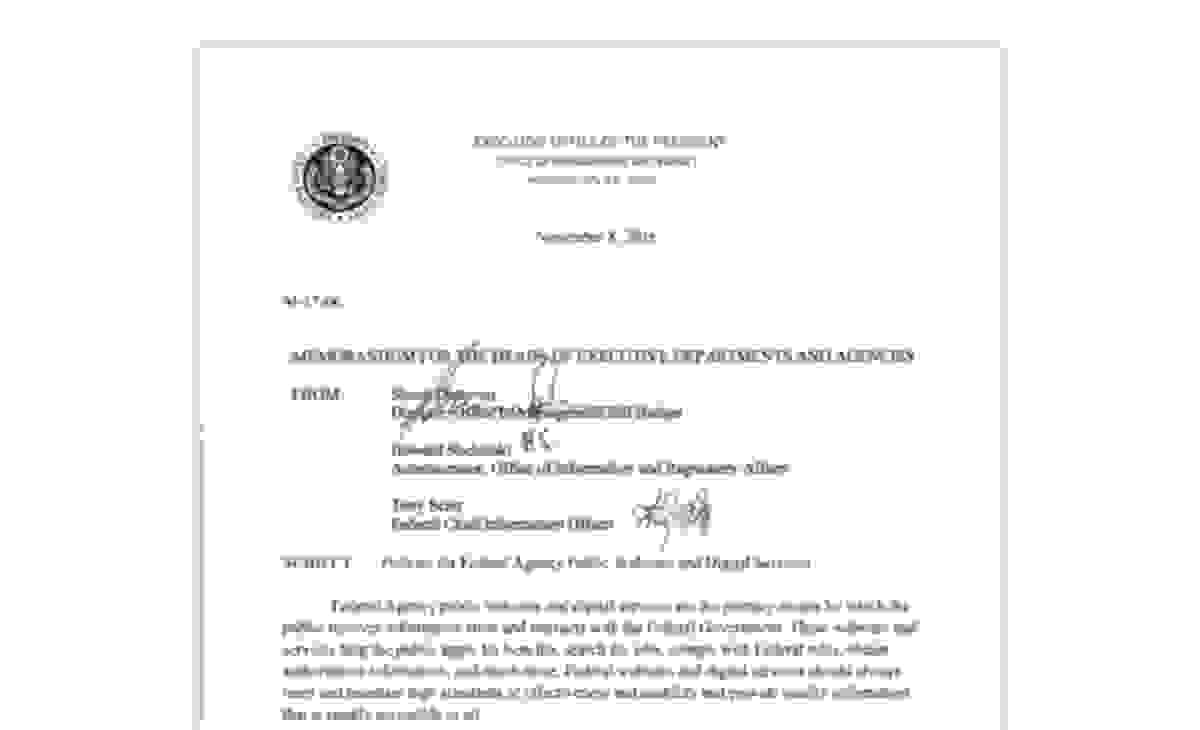 EXECUTIVE OFFICE OF THE PRESIDENT
OFFICE OF MANAGEMENT AND BUDGET
WASHINGTON, D.C.
November 8, 2016
M-17-06
MEMORANDUM FOR THE HEADS OF EXECUTIVE DEPARTMENTS AND AGENCIES
FROM: Shaun Donovan
Director, Office of Management and Budget
Howard Shelanski
Administrator, Office of Information and Regulatory Affairs
Tony Scott
Federal Chief Information Officer
SUBJECT: Policies for Federal Agency Public Websites and Digital Services
Federal Agency public websites and digital services are the primary means by which the
public receives information from and interacts with the Federal Government. These websites and
services help the public apply for benefits, search for jobs, comply with Federal rules, obtain
authoritative information, and much more. Federal websites and digital services should always
meet and maintain high standards of effectiveness and usability and provide quality information
that is readily accessible to all.